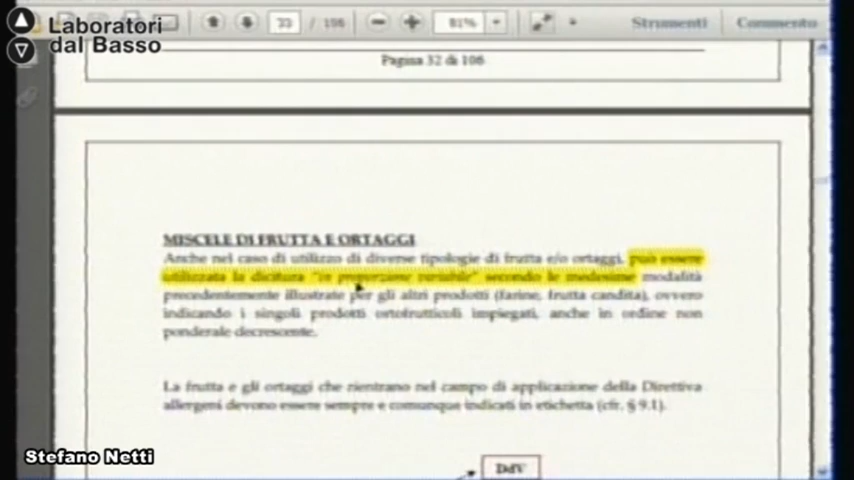 Laboratori
dal Basso
33 / 106
81%
Strumenti
Commento
Pagina 32 di 106
MISCELE DI FRUTTA E ORTAGGI
Anche nel caso di utilizzo di diverse tipologie di frutta e/o ortaggi, può essere
utilizzata la dicitura "in proporzione variabile" secondo le medesime modalità
precedentemente illustrate per gli altri prodotti (farine, frutta candita), ovvero
indicando i singoli prodotti ortofrutticoli impiegati, anche in ordine non
ponderale decrescente.
La frutta e gli ortaggi che rientrano nel campo di applicazione della Direttiva
allergeni devono essere sempre e comunque indicati in etichetta (cfr. § 9.1).
DdV
Stefano Netti